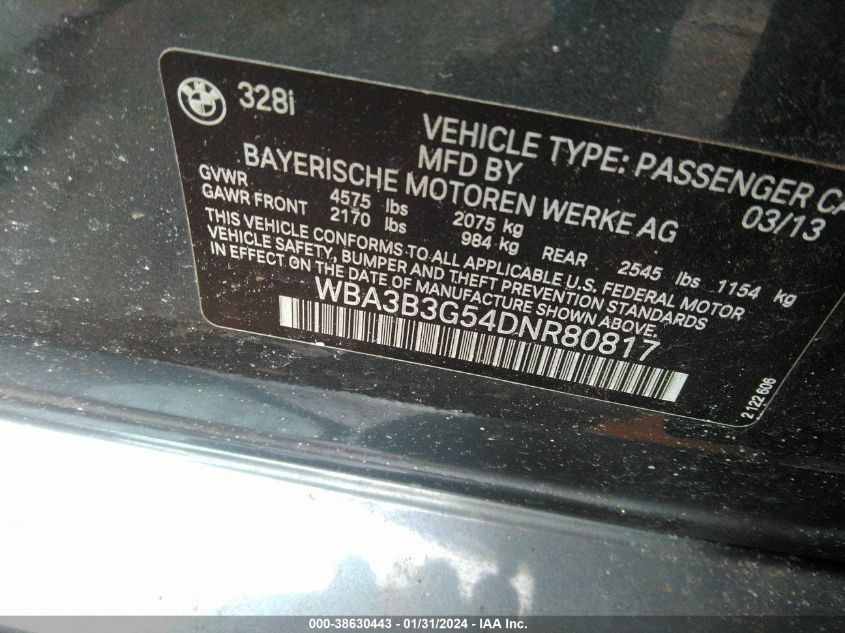 328i
VEHICLE TYPE: PASSENGER CA
MFD BY 03/13
BAYERISCHE MOTOREN WERKE AG
GVWR 4575 lbs 2075 kg
GAWR FRONT 2170 lbs 984 kg REAR 2545 lbs 1154 kg
THIS VEHICLE CONFORMS TO ALL APPLICABLE U.S. FEDERAL MOTOR
VEHICLE SAFETY, BUMPER AND THEFT PREVENTION STANDARDS
IN EFFECT ON THE DATE OF MANUFACTURE SHOWN ABOVE.
WBA3B3G54DNR80817
2 122 606
000-38630443 - 01/31/2024 - IAA Inc.